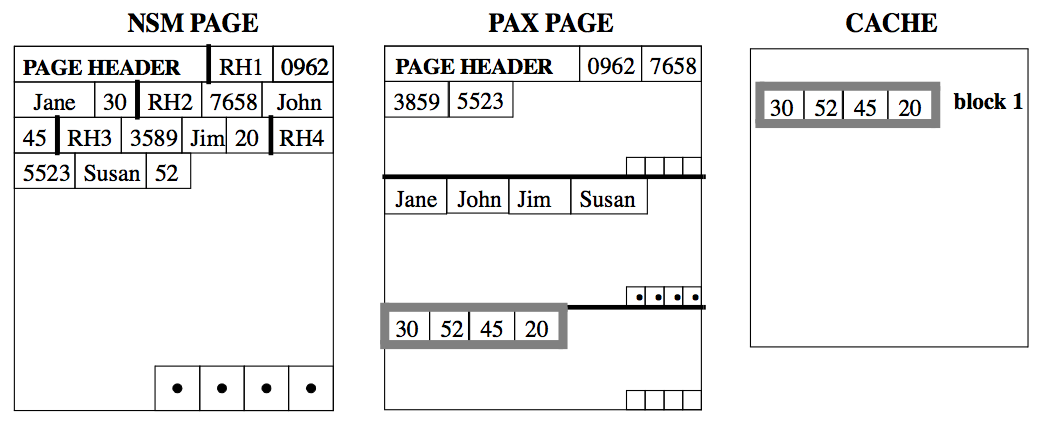 NSM PAGE
PAGE HEADER RH1 0962
Jane 30 RH2 7658 John
45 RH3 3589 Jim 20 RH4
5523 Susan 52
PAX PAGE
PAGE HEADER 0962 7658
3859 5523
Jane John Jim Susan
30 52 45 20
CACHE
30 52 45 20 block 1